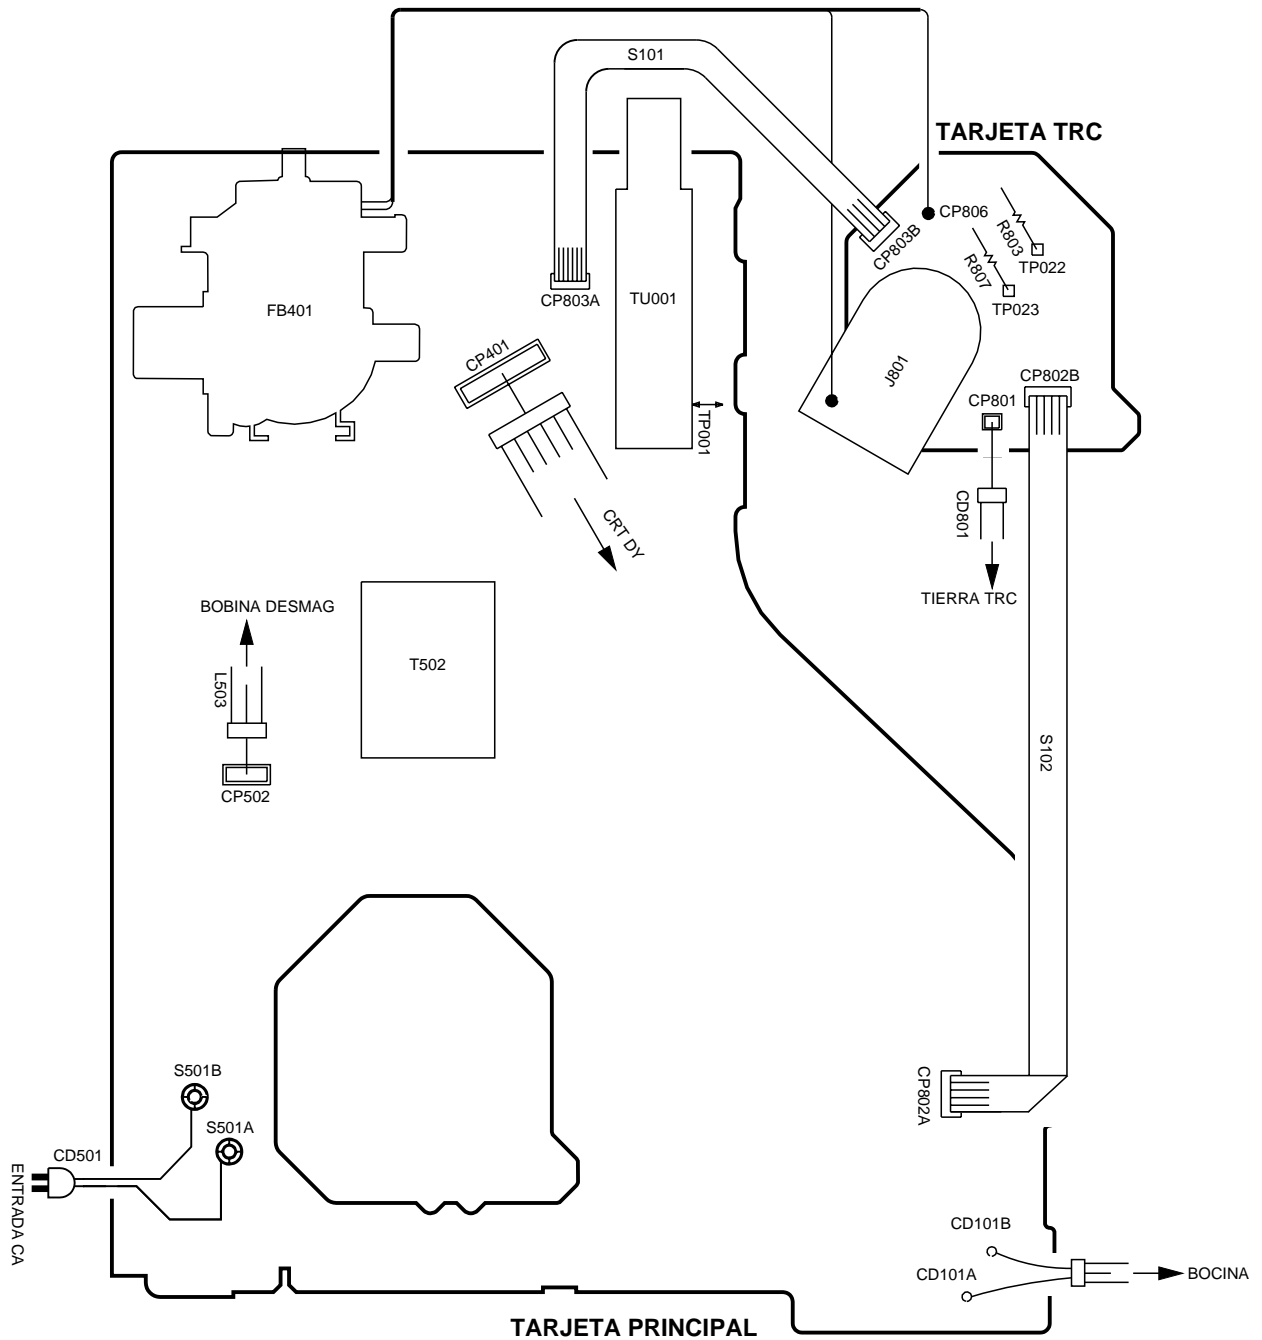 S101
TARJETA TRC
CP806
R803
CP803B
TP022
R807
CP803A
TU001
TP023
FB401
CP401
J801
CP802B
CP801
TP001
CD801
CRT DY
TIERRA TRC
BOBINA DESMAG
T502
L503
S102
CP502
S501B
CP802A
S501A
CD501
ENTRADA CA
CD101B
CD101A
BOCINA
TARJETA PRINCIPAL